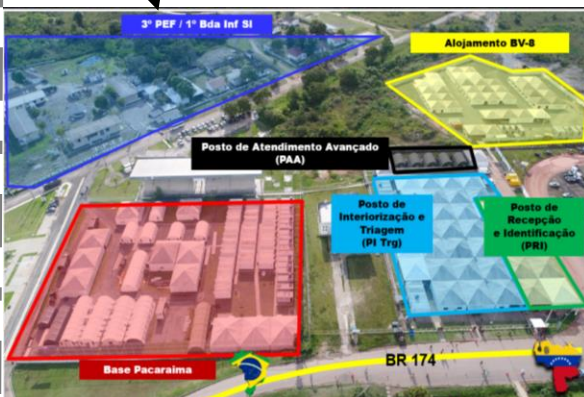 3º PEF / 1º Bda Inf Sl
Alojamento BV-8
Posto de Atendimento Avançado
(PAA)
Posto de
Interiorização e
Triagem
(PI Trg)
Posto de
Recepção
e Identificação
(PRI)
Base Pacaraima
BR 174